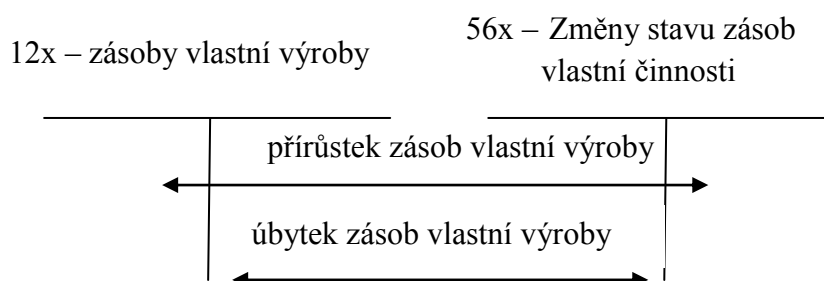 12x – zásoby vlastní výroby
56x – Změny stavu zásob
vlastní činnosti
přírůstek zásob vlastní výroby
úbytek zásob vlastní výroby